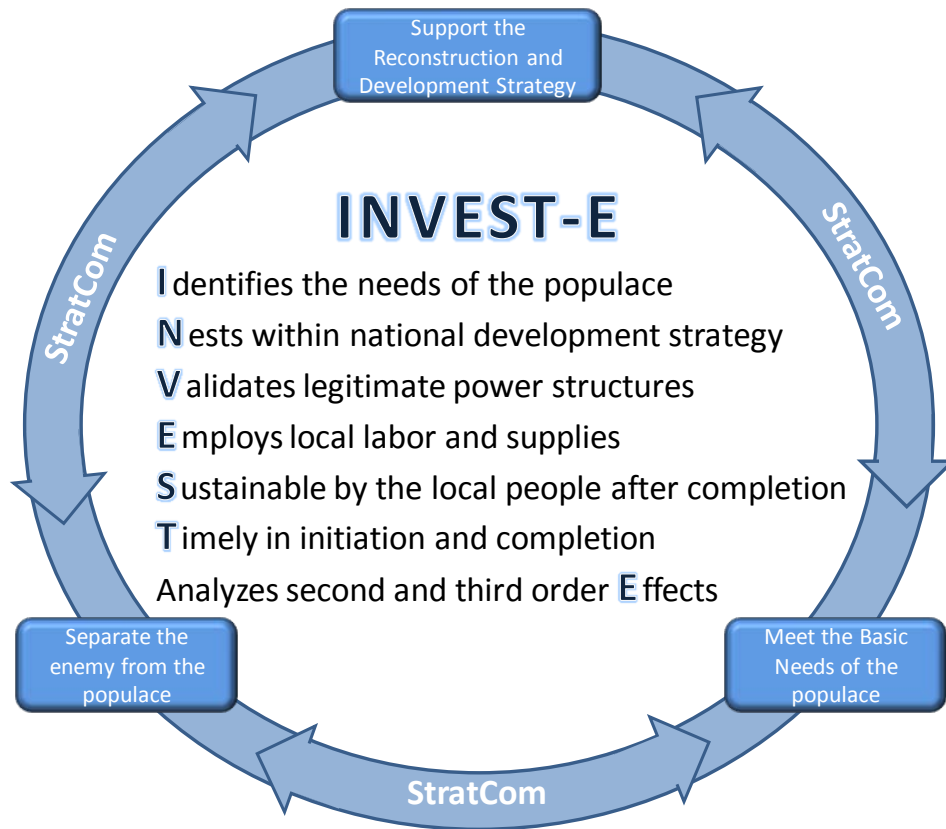 Support the
Reconstruction and
Development Strategy
StratCom
StratCom
INVEST-E
Identifies the needs of the populace
Nests within national development strategy
Validates legitimate power structures
Employs local labor and supplies
Sustainable by the local people after completion
Timely in initiation and completion
Analyzes second and third order Effects
Separate the
enemy from the
populace
Meet the Basic
Needs of the
populace
StratCom